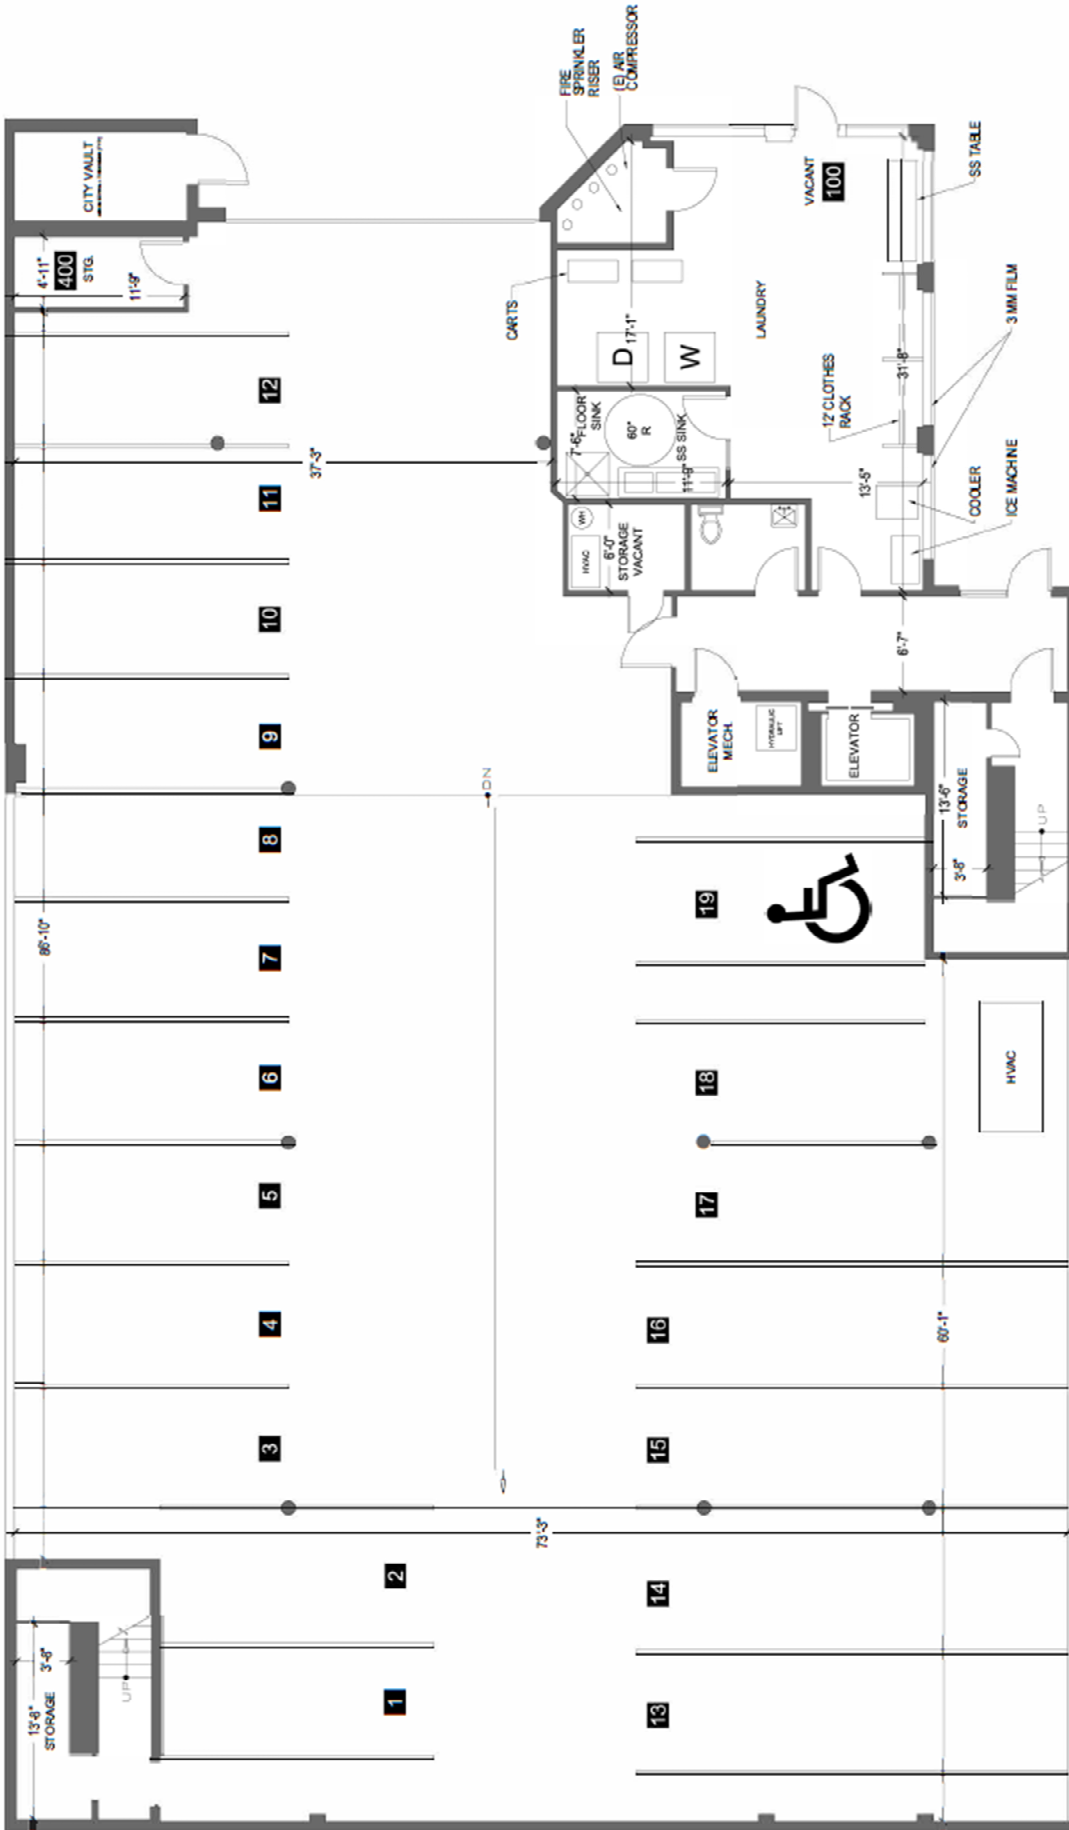 FIRE
SPRINKLER
RISER
(E) AIR
COMPRESSOR
CITY VAULT
400
STG.
4'-11"
11'-9"
VACANT
100
SS TABLE
CARTS
D
W
17'-1"
LAUNDRY
3 MM FILM
12' CLOTHES
RACK
31'-8"
12
37'-3"
7'-6"
FLOOR
SINK
60"
R
SS SINK
11'-9"
13'-5"
COOLER
ICE MACHINE
11
WH
HVAC
6'-0"
STORAGE
VACANT
10
6'-7"
9
ELEVATOR
MECH.
HYDRAULIC
LIFT
ELEVATOR
DN
13'-6"
STORAGE
3'-8"
UP
8
19
86'-10"
7
6
18
HVAC
5
17
4
16
60'-1"
3
15
73'-3"
2
14
3'-8"
13'-6"
STORAGE
UP
1
13